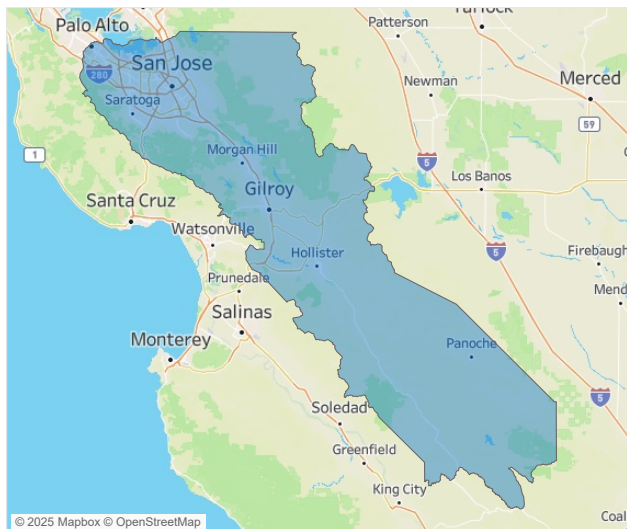 Patterson
Turlock
Palo Alto
San Jose
280
Newman
Merced
Saratoga
59
Morgan Hill
1
5
Los Banos
Gilroy
Santa Cruz
Watsonville
Hollister
5
Firebaugh
Prunedale
Mend
Salinas
Monterey
Panoche
5
Soledad
Greenfield
King City
Coal
© 2025 Mapbox © OpenStreetMap